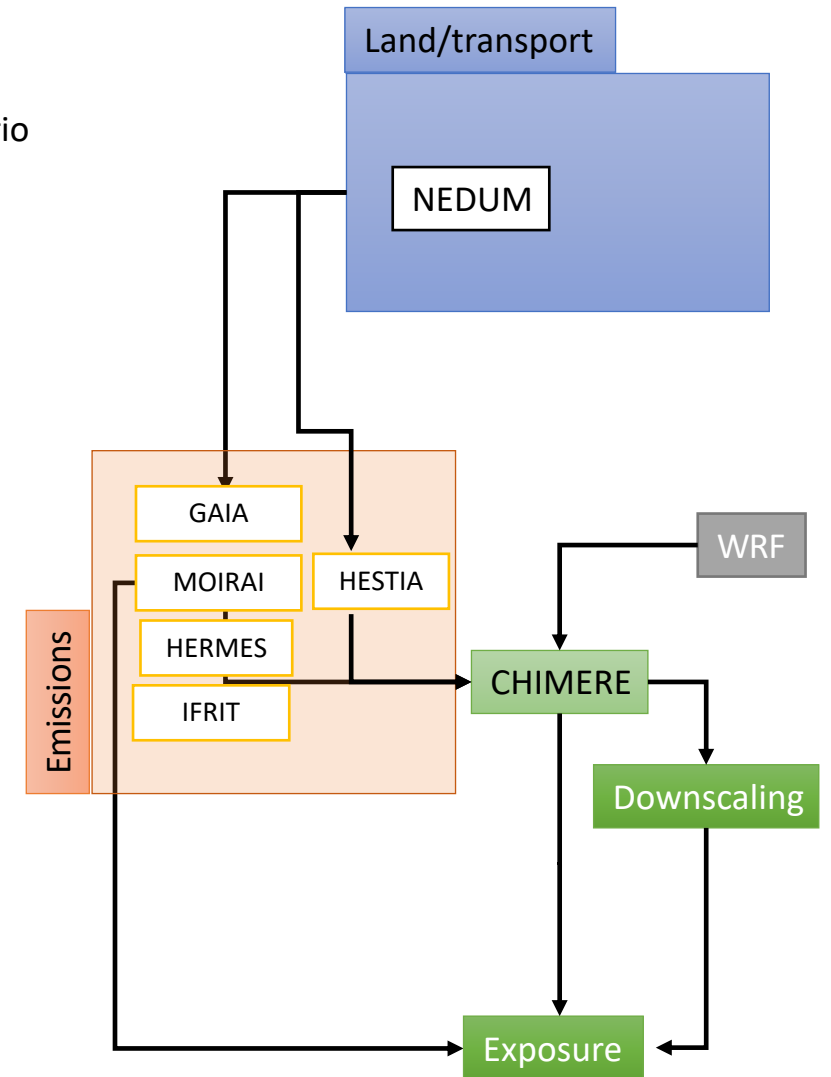 Land/transport
io
NEDUM
GAIA
MOIRAI
HESTIA
HERMES
IFRIT
Emissions
WRF
CHIMERE
Downscaling
Exposure